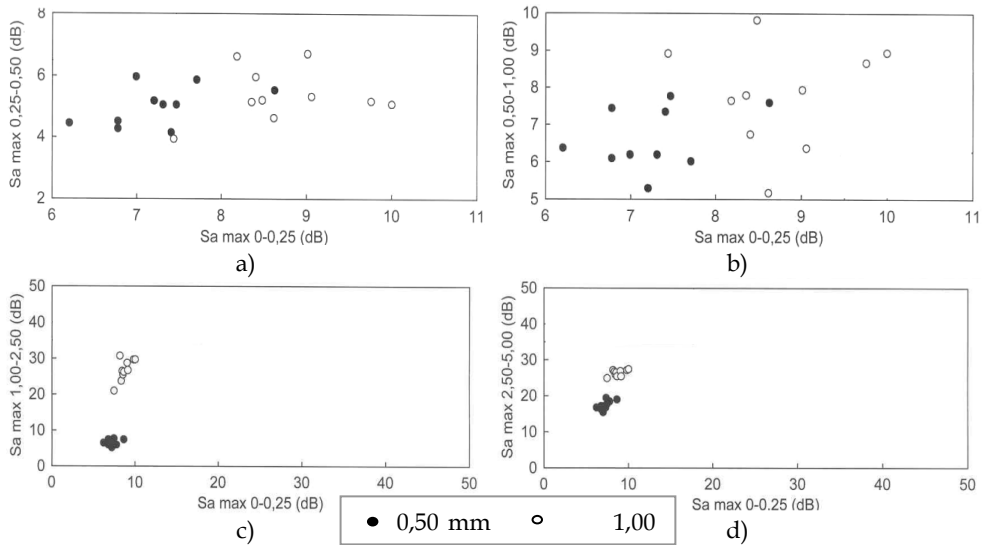 Sa max 0,25-0,50 (dB)
8
6
4
2
6 7 8 9 10 11
Sa max 0-0,25 (dB)
a)
Sa max 0,50-1,00 (dB)
10
9
8
7
6
5
6 7 8 9 10 11
Sa max 0-0,25 (dB)
b)
Sa max 1,00-2,50 (dB)
50
40
30
20
10
0
0 10 20 30 40 50
Sa max 0-0,25 (dB)
c)
Sa max 2,50-5,00 (dB)
50
40
30
20
10
0
0 10 20 30 40 50
Sa max 0-0.25 (dB)
d)
0,50 mm 1,00